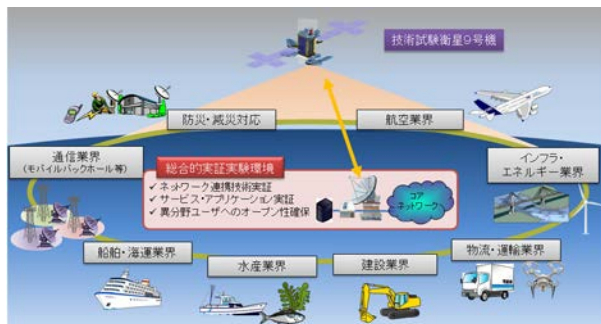 技術試験衛星9号機
防災・減災対応
航空業界
通信業界
(モバイルバックホール等)
総合的実証実験環境
✓ ネットワーク連携技術実証
✓ サービス・アプリケーション実証
✓ 異分野ユーザへのオープン性確保
コア
ネットワーク
インフラ・
エネルギー業界
船舶・海運業界
水産業界
建設業界
物流・運輸業界